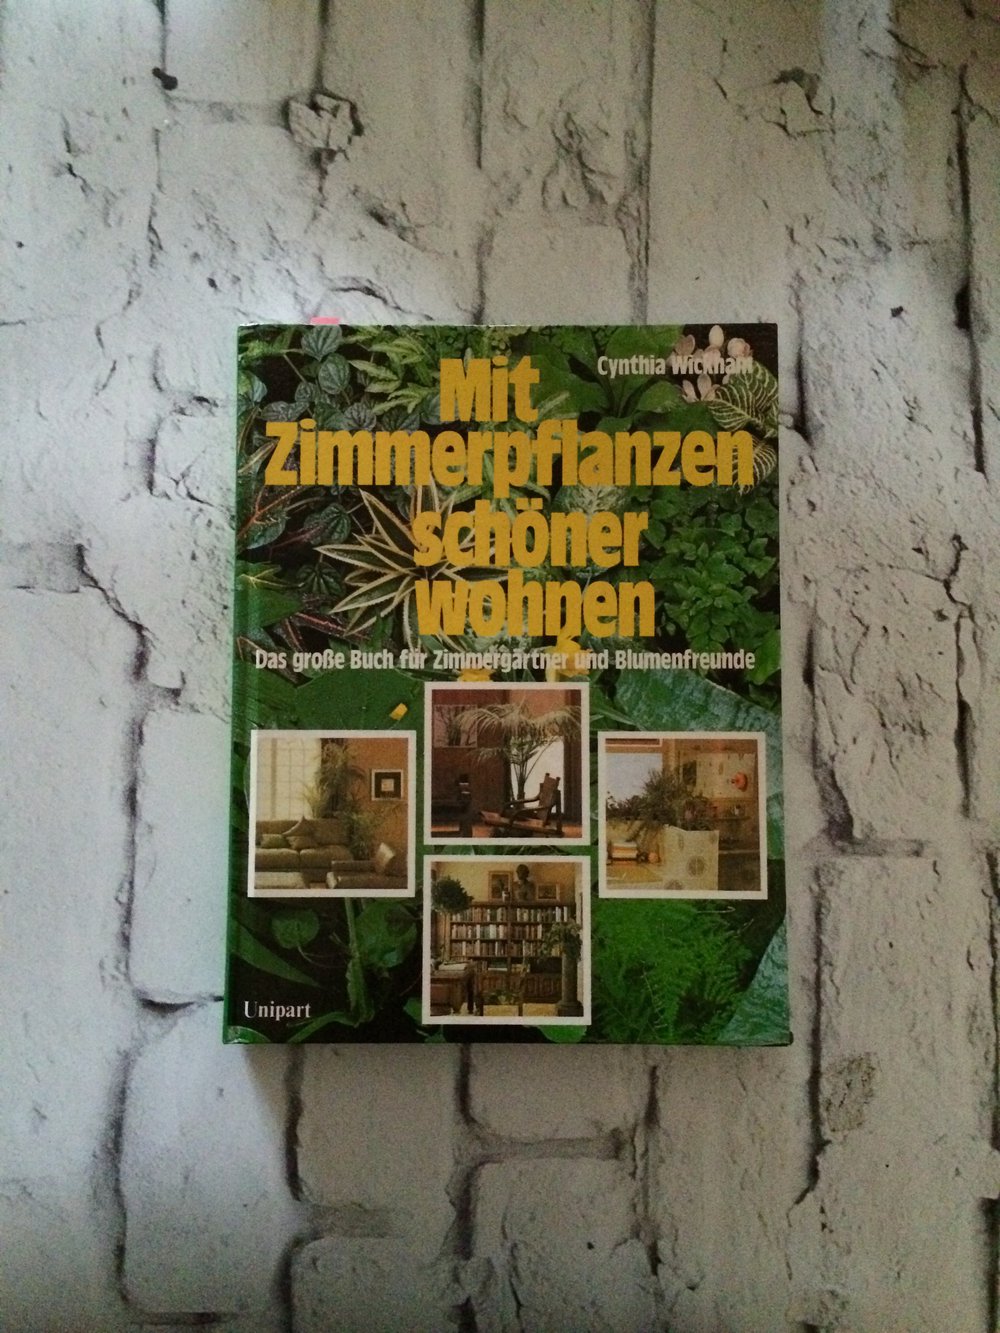 Cynthia Wickham
Mit
Zimmerpflanzen
schöner
wohnen
Das große Buch für Zimmergärtner und Blumenfreunde
Unipart